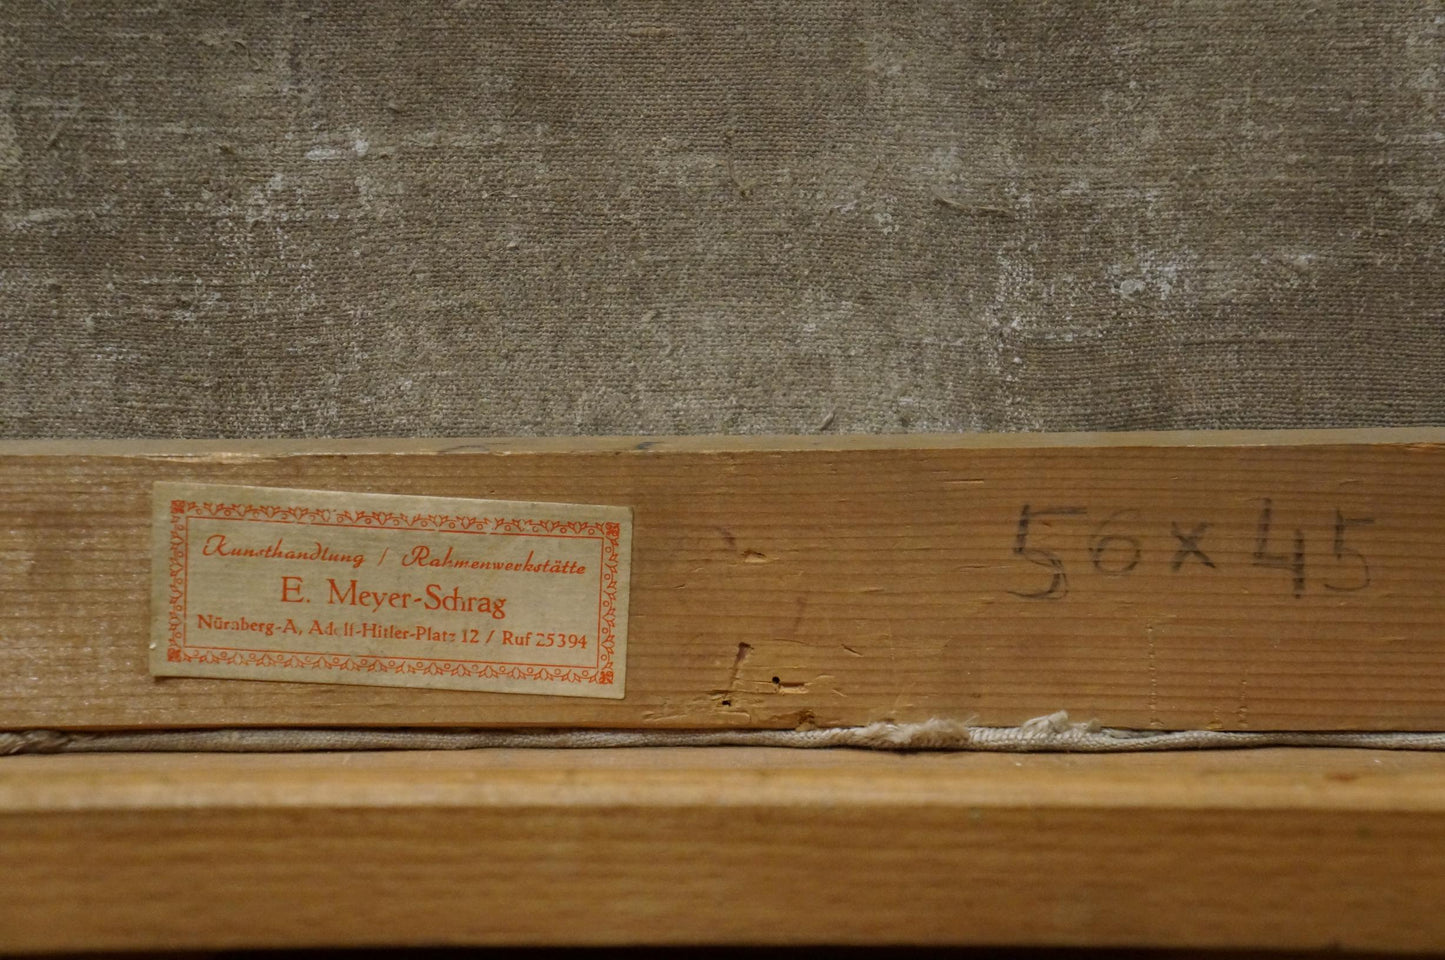 Kunsthandlung / Rahmenwerkstätte
E. Meyer-Schrag
Nürnberg-A, Adolf-Hitler-Platz 12 / Ruf 25394
56 x 45